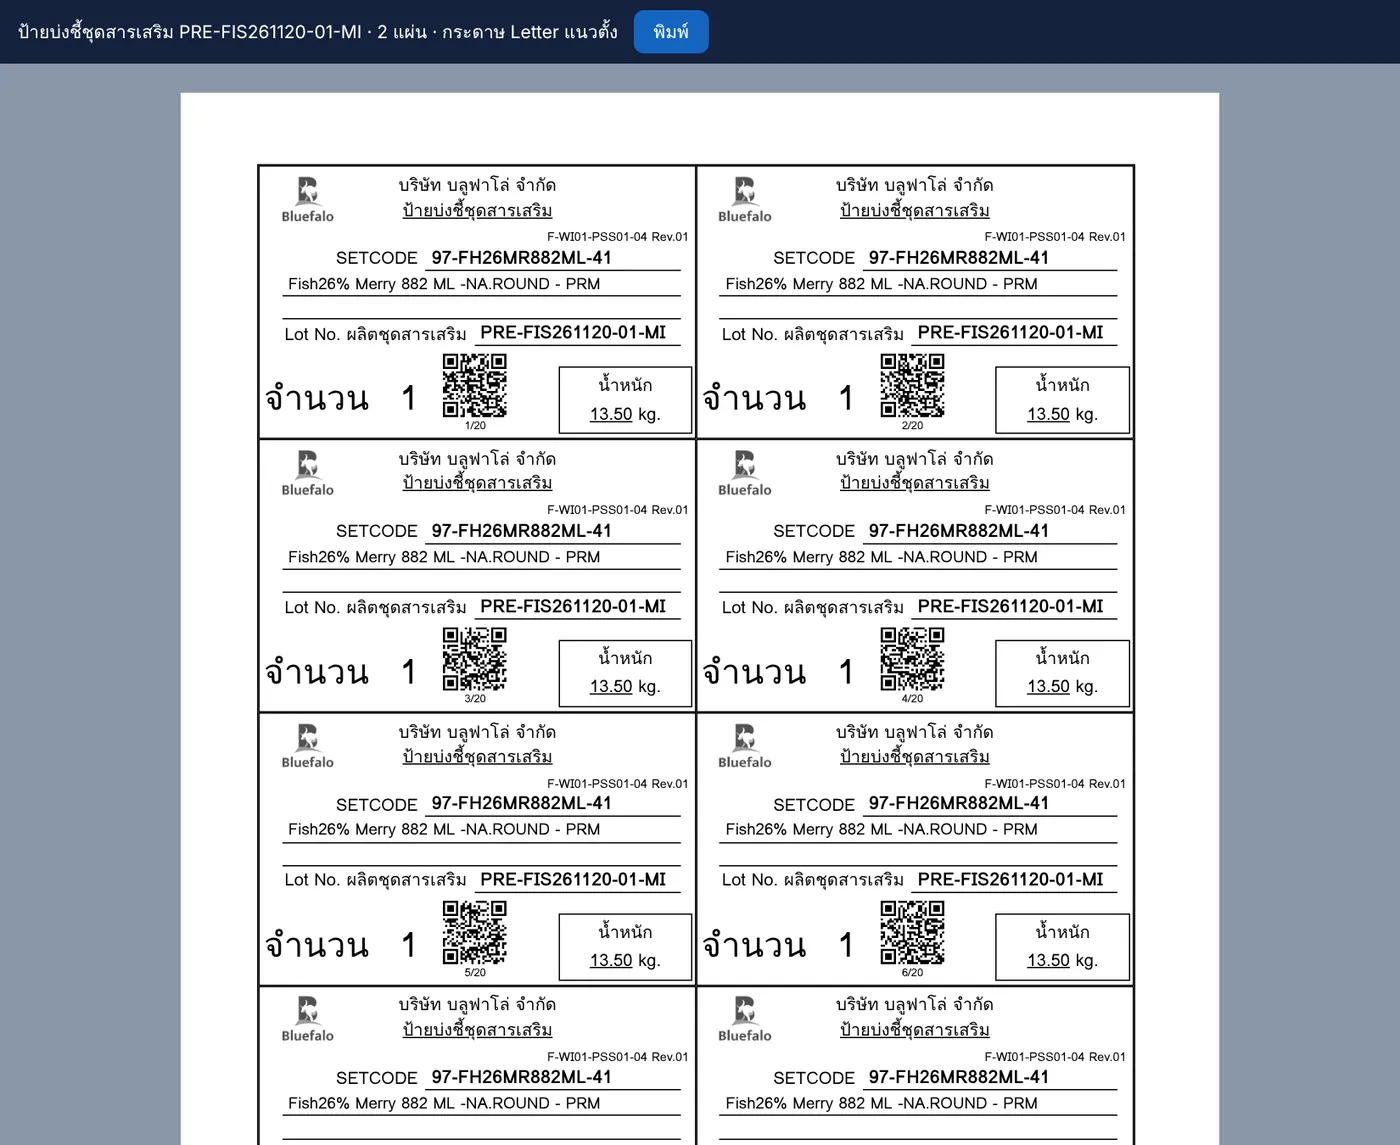 ป้ายบ่งชี้ชุดสารเสริม PRE-FIS261120-01-MI · 2 แผ่น · กระดาษ Letter แนวตั้ง
พิมพ์
Bluefalo
บริษัท บลูฟาโล่ จำกัด
ป้ายบ่งชี้ชุดสารเสริม
F-WI01-PSS01-04 Rev.01
SETCODE 97-FH26MR882ML-41
Fish26% Merry 882 ML -NA.ROUND - PRM
Lot No. ผลิตชุดสารเสริม PRE-FIS261120-01-MI
จำนวน 1
1/20
น้ำหนัก
13.50 kg.
Bluefalo
บริษัท บลูฟาโล่ จำกัด
ป้ายบ่งชี้ชุดสารเสริม
F-WI01-PSS01-04 Rev.01
SETCODE 97-FH26MR882ML-41
Fish26% Merry 882 ML -NA.ROUND - PRM
Lot No. ผลิตชุดสารเสริม PRE-FIS261120-01-MI
จำนวน 1
2/20
น้ำหนัก
13.50 kg.
Bluefalo
บริษัท บลูฟาโล่ จำกัด
ป้ายบ่งชี้ชุดสารเสริม
F-WI01-PSS01-04 Rev.01
SETCODE 97-FH26MR882ML-41
Fish26% Merry 882 ML -NA.ROUND - PRM
Lot No. ผลิตชุดสารเสริม PRE-FIS261120-01-MI
จำนวน 1
3/20
น้ำหนัก
13.50 kg.
Bluefalo
บริษัท บลูฟาโล่ จำกัด
ป้ายบ่งชี้ชุดสารเสริม
F-WI01-PSS01-04 Rev.01
SETCODE 97-FH26MR882ML-41
Fish26% Merry 882 ML -NA.ROUND - PRM
Lot No. ผลิตชุดสารเสริม PRE-FIS261120-01-MI
จำนวน 1
4/20
น้ำหนัก
13.50 kg.
Bluefalo
บริษัท บลูฟาโล่ จำกัด
ป้ายบ่งชี้ชุดสารเสริม
F-WI01-PSS01-04 Rev.01
SETCODE 97-FH26MR882ML-41
Fish26% Merry 882 ML -NA.ROUND - PRM
Lot No. ผลิตชุดสารเสริม PRE-FIS261120-01-MI
จำนวน 1
5/20
น้ำหนัก
13.50 kg.
Bluefalo
บริษัท บลูฟาโล่ จำกัด
ป้ายบ่งชี้ชุดสารเสริม
F-WI01-PSS01-04 Rev.01
SETCODE 97-FH26MR882ML-41
Fish26% Merry 882 ML -NA.ROUND - PRM
Lot No. ผลิตชุดสารเสริม PRE-FIS261120-01-MI
จำนวน 1
6/20
น้ำหนัก
13.50 kg.
Bluefalo
บริษัท บลูฟาโล่ จำกัด
ป้ายบ่งชี้ชุดสารเสริม
F-WI01-PSS01-04 Rev.01
SETCODE 97-FH26MR882ML-41
Fish26% Merry 882 ML -NA.ROUND - PRM
Bluefalo
บริษัท บลูฟาโล่ จำกัด
ป้ายบ่งชี้ชุดสารเสริม
F-WI01-PSS01-04 Rev.01
SETCODE 97-FH26MR882ML-41
Fish26% Merry 882 ML -NA.ROUND - PRM